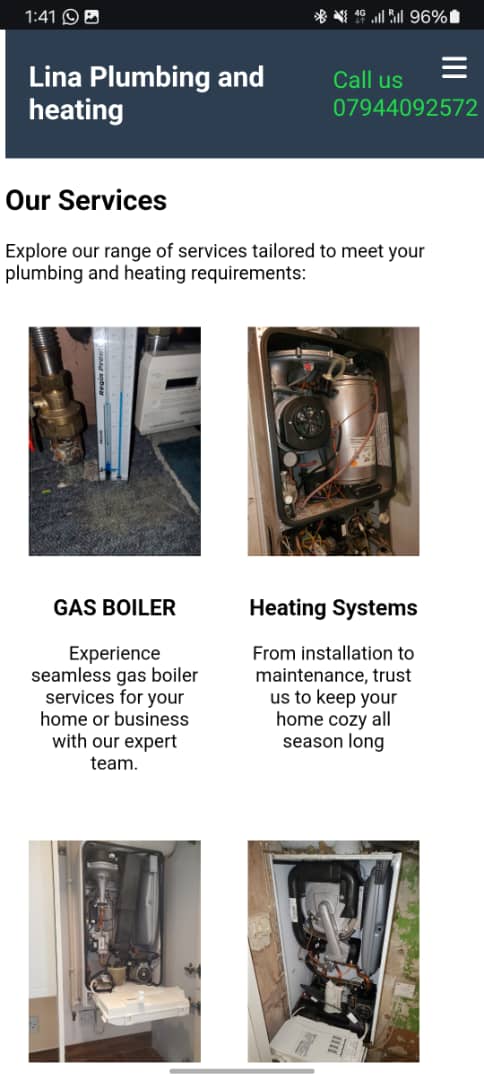 1:41
4G
R
96%
Lina Plumbing and
heating
Call us
07944092572
Our Services
Explore our range of services tailored to meet your
plumbing and heating requirements:
GAS BOILER
Heating Systems
Experience
seamless gas boiler
services for your
home or business
with our expert
team.
From installation to
maintenance, trust
us to keep your
home cozy all
season long